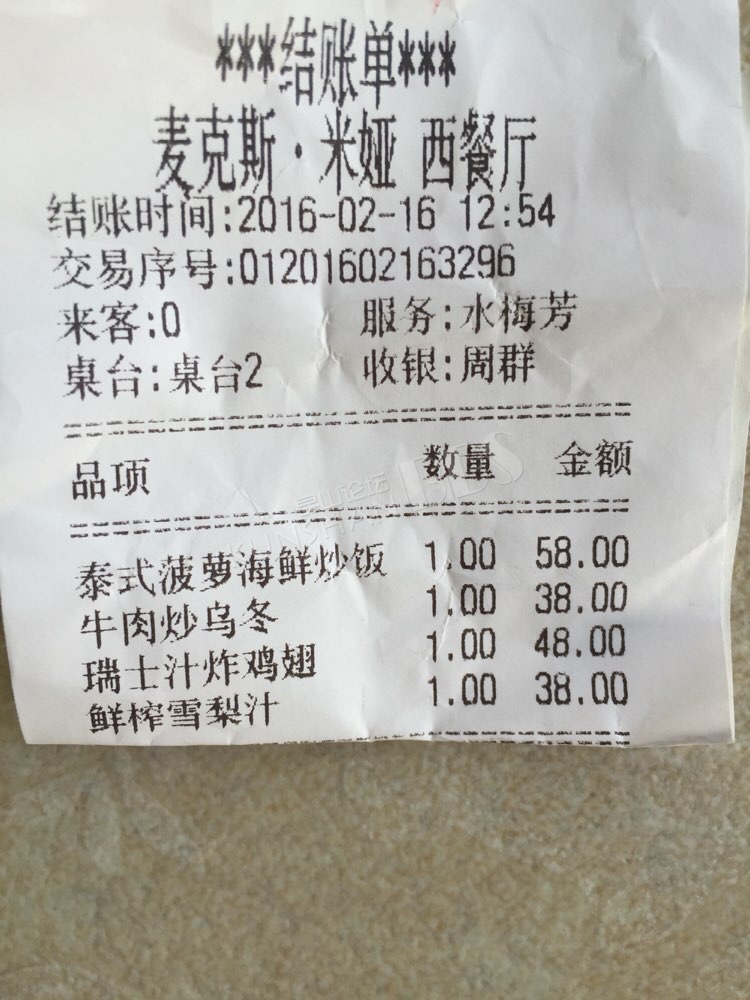 ***结账单***
麦克斯·米娅 西餐厅
结账时间:2016-02-16 12:54
交易序号:01201602163296
来客:0 服务:水梅芳
桌台:桌台2 收银:周群
品项 数量 金额
泰式菠萝海鲜炒饭 1.00 58.00
牛肉炒乌冬 1.00 38.00
瑞士汁炸鸡翅 1.00 48.00
鲜榨雪梨汁 1.00 38.00